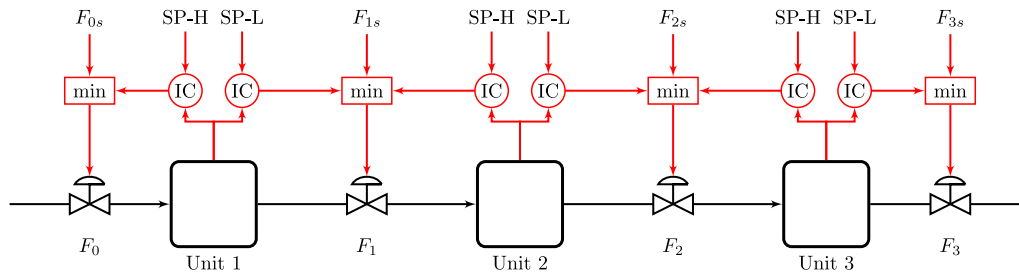 F0s SP-H SP-L F1s SP-H SP-L F2s SP-H SP-L F3s
min IC IC min IC IC min IC IC min
F0 F1 F2 F3
Unit 1 Unit 2 Unit 3